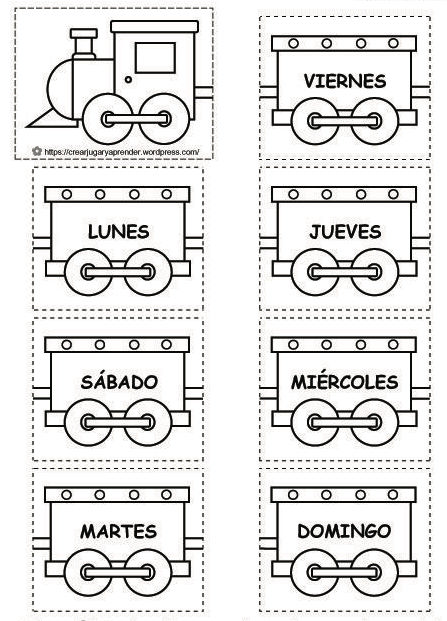 VIERNES
https://crearjugaryaprender.wordpress.com/
LUNES
JUEVES
SÁBADO
MIÉRCOLES
MARTES
DOMINGO